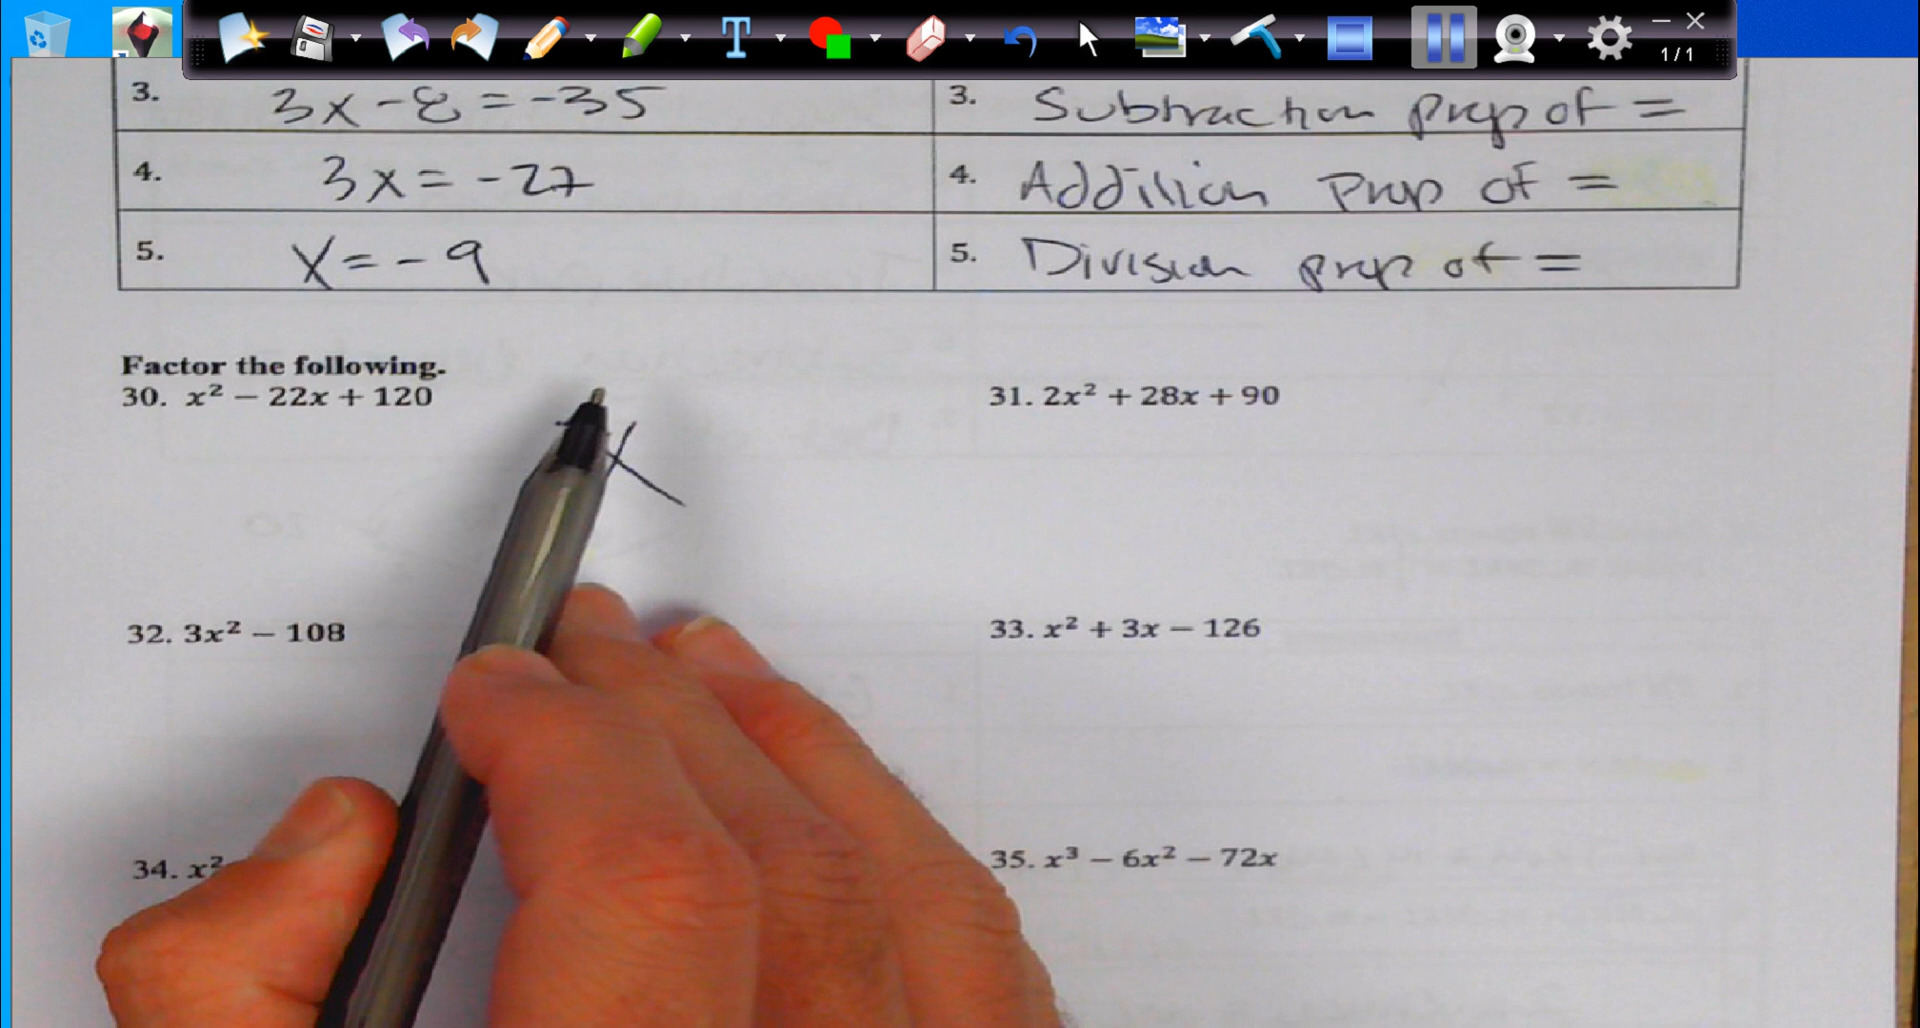 1/1
3. 3x - 8 = -35 3. Subtraction prop of =
4. 3x = -27 4. Addition Prop of =
5. x = -9 5. Division prop of =
Factor the following.
30. x² − 22x + 120 31. 2x² + 28x + 90
32. 3x² − 108 33. x² + 3x − 126
34. x² 35. x³ − 6x² − 72x